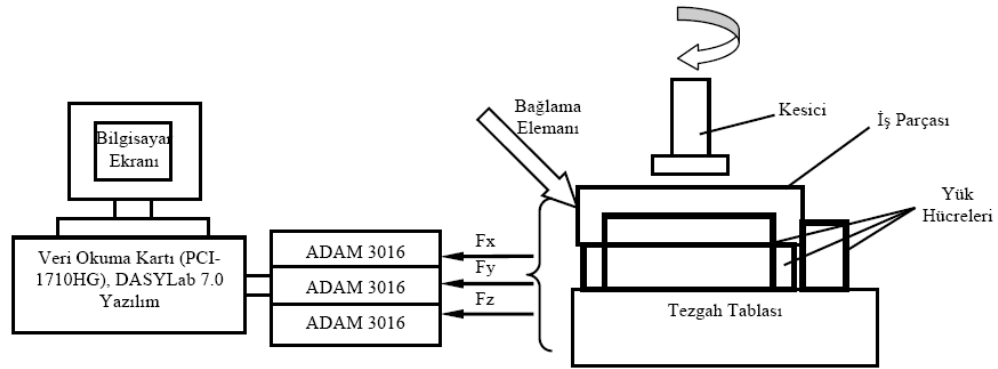 Bilgisayar
Ekranı
Veri Okuma Kartı (PCI-
1710HG), DASYLab 7.0
Yazılım
ADAM 3016
ADAM 3016
ADAM 3016
Fx
Fy
Fz
Bağlama
Elemanı
Kesici
İş Parçası
Yük
Hücreleri
Tezgah Tablası